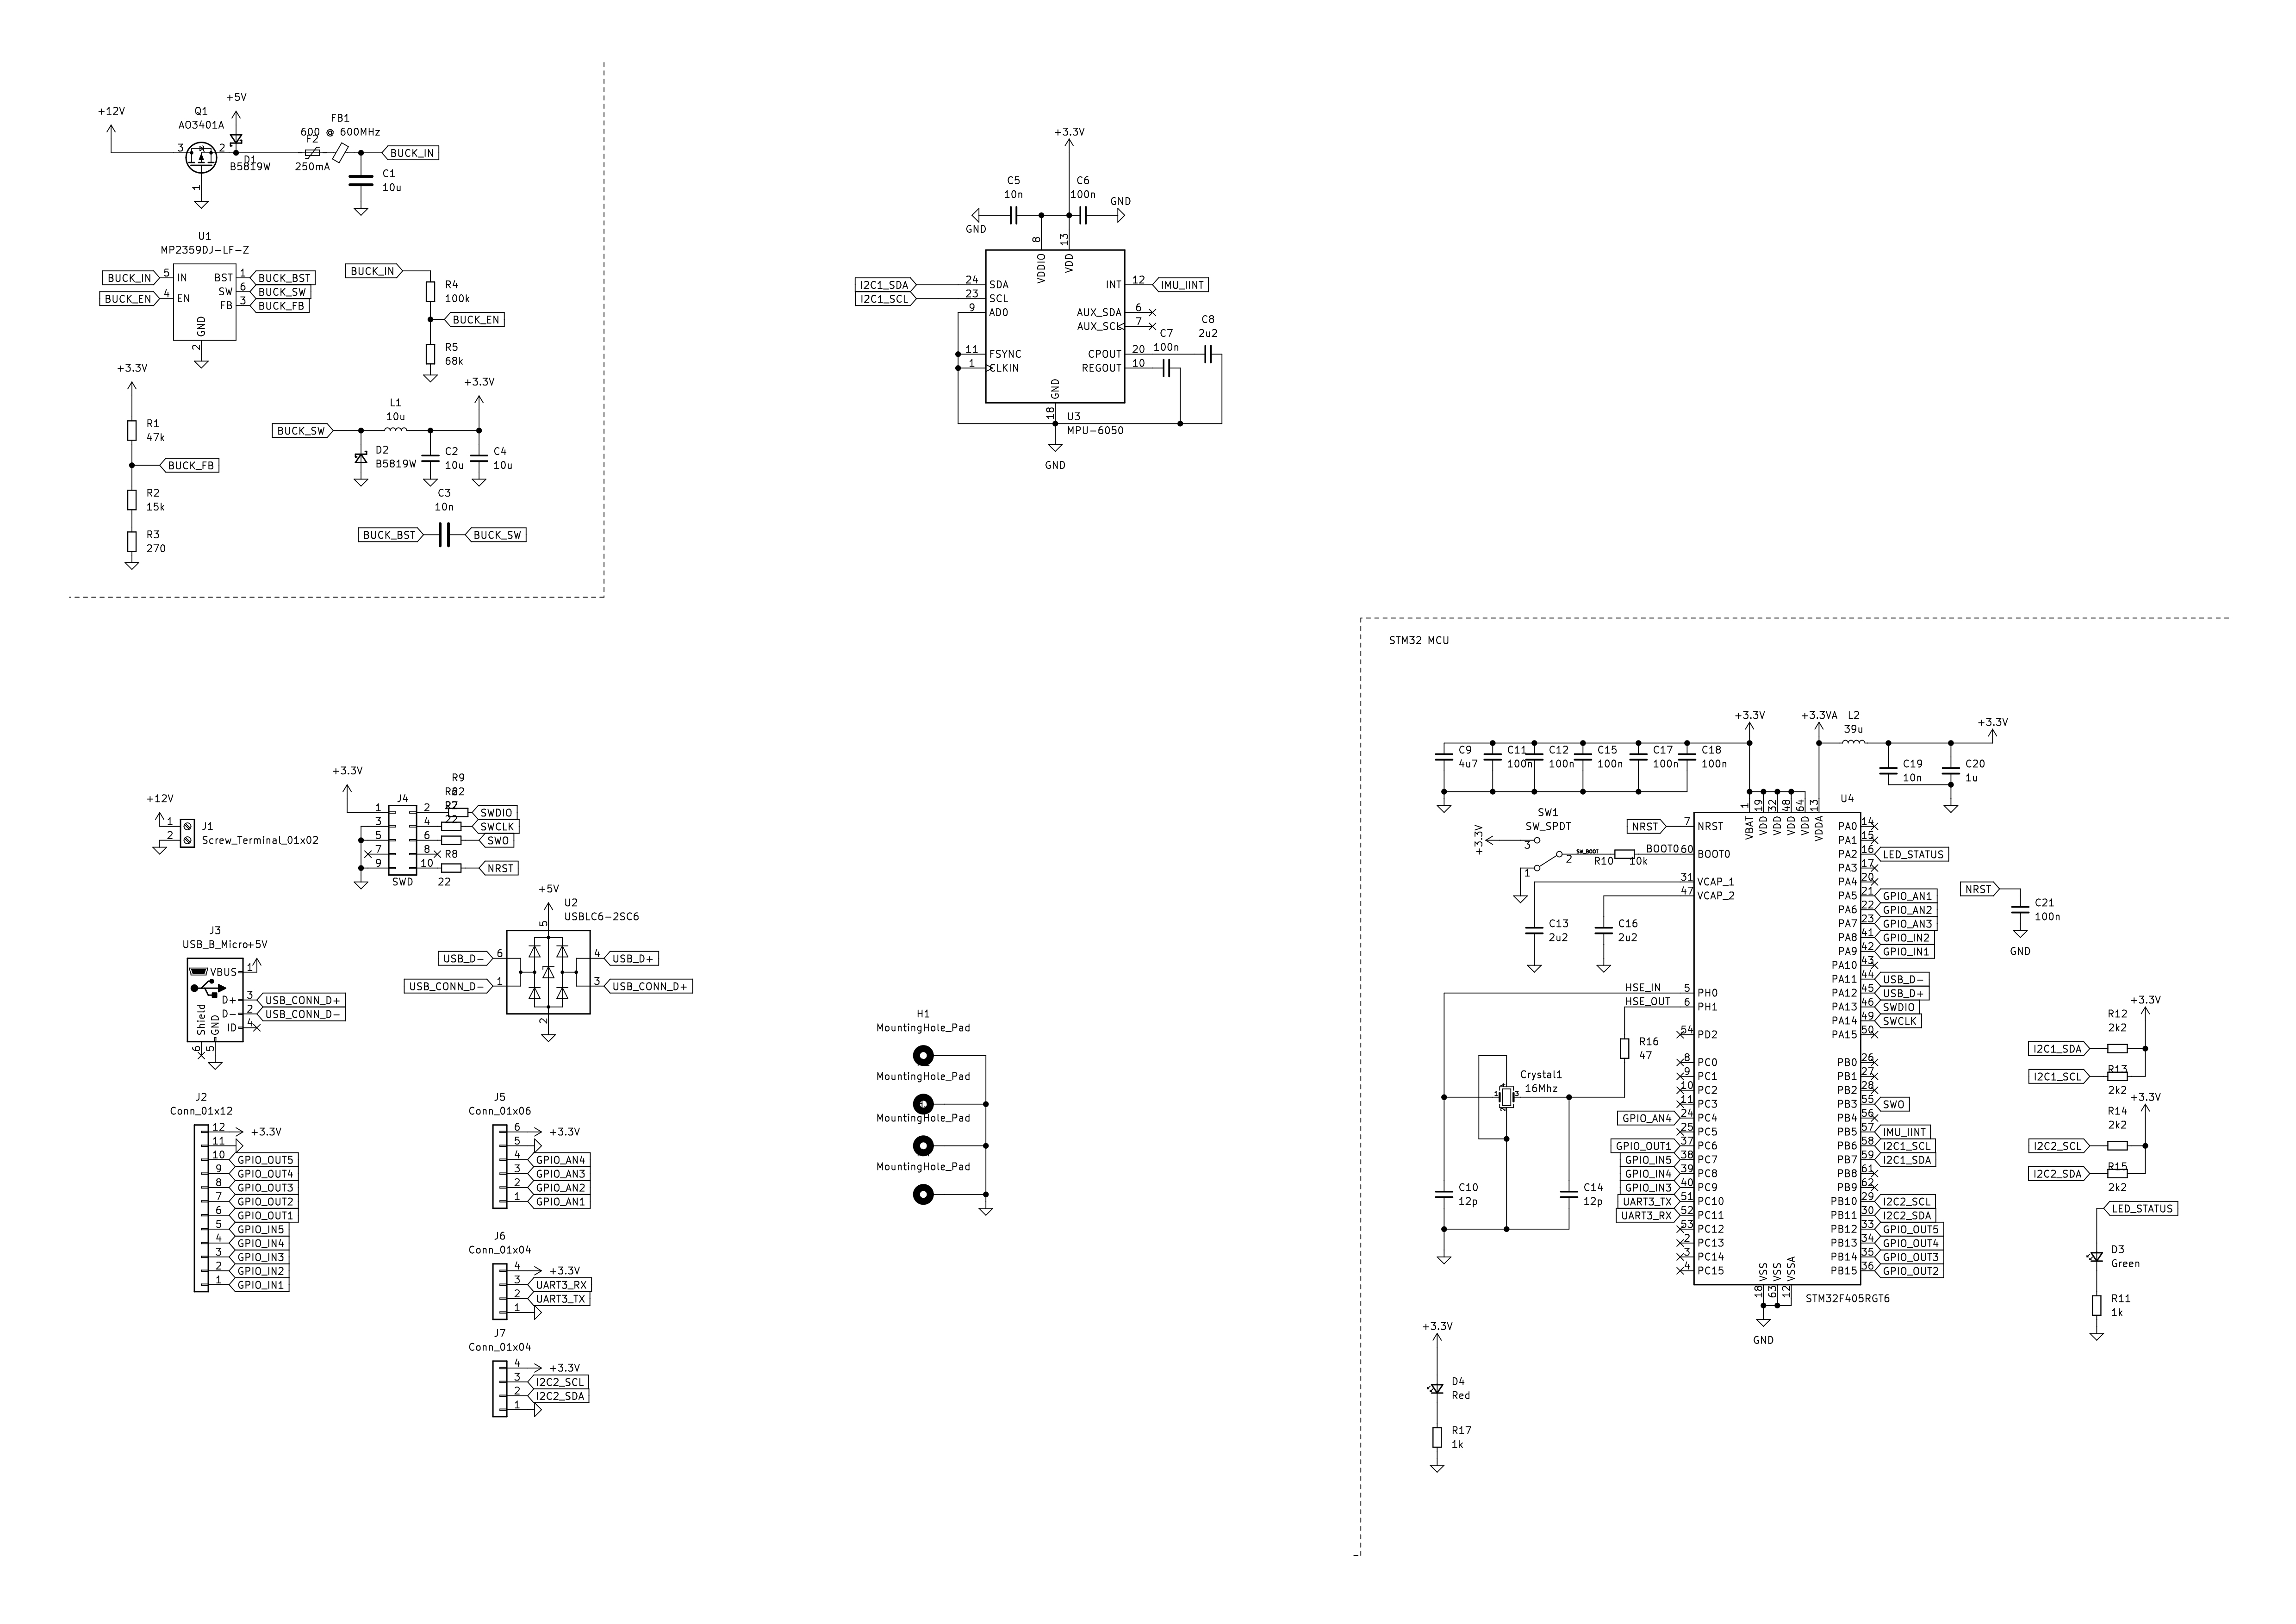 +12V
Q1
AO3401A
3
2
1
+5V
D1
B5819W
F2
250mA
FB1
600 @ 600MHz
BUCK_IN
C1
10u
U1
MP2359DJ-LF-Z
BUCK_IN
5
IN
BUCK_EN
4
EN
BST
1
BUCK_BST
SW
6
BUCK_SW
FB
3
BUCK_FB
GND
2
BUCK_IN
R4
100k
BUCK_EN
R5
68k
+3.3V
R1
47k
BUCK_FB
R2
15k
R3
270
BUCK_SW
L1
10u
+3.3V
D2
B5819W
C2
10u
C4
10u
C3
10n
BUCK_BST
BUCK_SW
+3.3V
C5
10n
C6
100n
GND
GND
8
VDDIO
13
VDD
I2C1_SDA
24
SDA
I2C1_SCL
23
SCL
9
AD0
11
FSYNC
1
CLKIN
INT
12
IMU_IINT
AUX_SDA
6
AUX_SCL
7
CPOUT
20
REGOUT
10
C7
100n
C8
2u2
GND
18
U3
MPU-6050
GND
+12V
1
2
J1
Screw_Terminal_01x02
+3.3V
J4
1
3
5
7
9
2
4
6
8
10
SWD
R9
22
R6
R7
22
22
R8
22
SWDIO
SWCLK
SWO
NRST
J3
USB_B_Micro
+5V
VBUS
1
D+
3
USB_CONN_D+
D-
2
USB_CONN_D-
ID
4
Shield
GND
6
5
+5V
U2
USBLC6-2SC6
5
USB_D-
6
4
USB_D+
USB_CONN_D-
1
3
USB_CONN_D+
2
J2
Conn_01x12
12
+3.3V
11
10
GPIO_OUT5
9
GPIO_OUT4
8
GPIO_OUT3
7
GPIO_OUT2
6
GPIO_OUT1
5
GPIO_IN5
4
GPIO_IN4
3
GPIO_IN3
2
GPIO_IN2
1
GPIO_IN1
J5
Conn_01x06
6
+3.3V
5
4
GPIO_AN4
3
GPIO_AN3
2
GPIO_AN2
1
GPIO_AN1
J6
Conn_01x04
4
+3.3V
3
UART3_RX
2
UART3_TX
1
J7
Conn_01x04
4
+3.3V
3
I2C2_SCL
2
I2C2_SDA
1
H1
MountingHole_Pad
MountingHole_Pad
MountingHole_Pad
MountingHole_Pad
STM32 MCU
+3.3V
C9
4u7
C11
100n
C12
100n
C15
100n
C17
100n
C18
100n
+3.3VA
L2
39u
+3.3V
C19
10n
C20
1u
U4
SW1
SW_SPDT
+3.3V
3
2
1
SW_BOOT
R10
10k
BOOT0
60
BOOT0
NRST
7
NRST
31
VCAP_1
47
VCAP_2
C13
2u2
C16
2u2
1
VBAT
19
VDD
32
VDD
48
VDD
64
VDD
13
VDDA
HSE_IN
5
PH0
HSE_OUT
6
PH1
R16
47
Crystal1
16Mhz
C10
12p
C14
12p
54
PD2
8
PC0
9
PC1
10
PC2
11
PC3
GPIO_AN4
24
PC4
25
PC5
GPIO_OUT1
37
PC6
GPIO_IN5
38
PC7
GPIO_IN4
39
PC8
GPIO_IN3
40
PC9
UART3_TX
51
PC10
UART3_RX
52
PC11
53
PC12
2
PC13
3
PC14
4
PC15
PA0
14
PA1
15
PA2
16
LED_STATUS
PA3
17
PA4
20
PA5
21
GPIO_AN1
PA6
22
GPIO_AN2
PA7
23
GPIO_AN3
PA8
41
GPIO_IN2
PA9
42
GPIO_IN1
PA10
43
PA11
44
USB_D-
PA12
45
USB_D+
PA13
46
SWDIO
PA14
49
SWCLK
PA15
50
PB0
26
PB1
27
PB2
28
PB3
55
SWO
PB4
56
PB5
57
IMU_IINT
PB6
58
I2C1_SCL
PB7
59
I2C1_SDA
PB8
61
PB9
62
PB10
29
I2C2_SCL
PB11
30
I2C2_SDA
PB12
33
GPIO_OUT5
PB13
34
GPIO_OUT4
PB14
35
GPIO_OUT3
PB15
36
GPIO_OUT2
VSS
18
VSS
63
VSSA
12
STM32F405RGT6
GND
NRST
C21
100n
GND
+3.3V
R12
2k2
I2C1_SDA
I2C1_SCL
R13
2k2
+3.3V
R14
2k2
I2C2_SCL
I2C2_SDA
R15
2k2
LED_STATUS
D3
Green
R11
1k
+3.3V
D4
Red
R17
1k